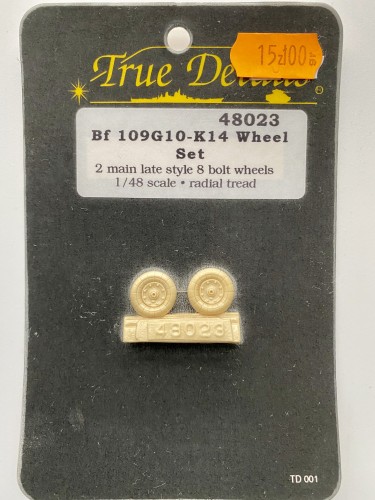 15zł00
True Details
48023
Bf 109G10-K14 Wheel
Set
2 main late style 8 bolt wheels
1/48 scale • radial tread
48023
TD 001